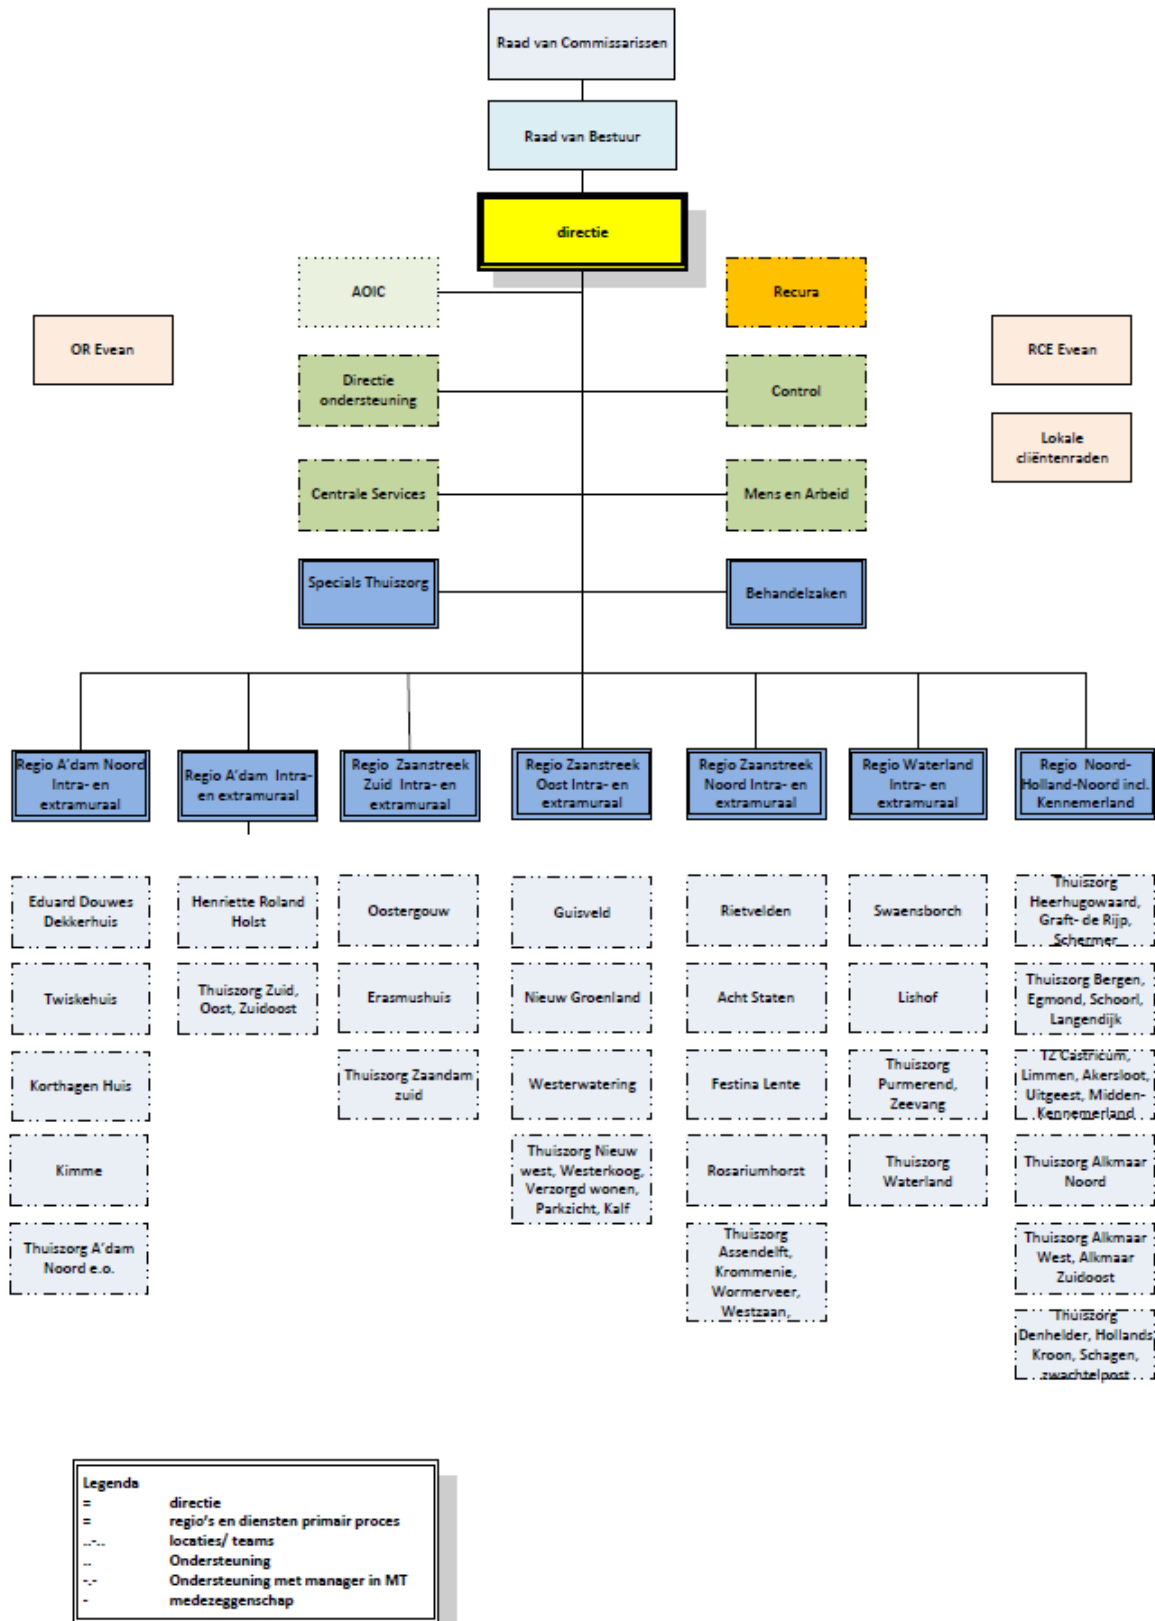 Raad van Commissarissen
Raad van Bestuur
directie
AOIC
Recura
OR Evean
RCE Evean
Directie
ondersteuning
Control
Lokale
cliëntenraden
Centrale Services
Mens en Arbeid
Specials Thuiszorg
Behandelzaken
Regio A'dam Noord
Intra- en
extramuraal
Regio A'dam Intra-
en extramuraal
Regio Zaanstreek
Zuid Intra- en
extramuraal
Regio Zaanstreek
Oost Intra- en
extramuraal
Regio Zaanstreek
Noord Intra- en
extramuraal
Regio Waterland
Intra- en
extramuraal
Regio Noord-
Holland-Noord incl.
Kennemerland
Eduard Douwes
Dekkerhuis
Twiskehuis
Korthagen Huis
Kimme
Thuiszorg A'dam
Noord e.o.
Henriette Roland
Holst
Thuiszorg Zuid,
Oost, Zuidoost
Oostergouw
Erasmushuis
Thuiszorg Zaandam
zuid
Guisveld
Nieuw Groenland
Westerwatering
Thuiszorg Nieuw
west, Westerkoog,
Verzorgd wonen,
Parkzicht, Kalf
Rietvelden
Acht Staten
Festina Lente
Rosariumhorst
Thuiszorg
Assendelft,
Krommenie,
Wormerveer,
Westzaan,
Swaensborch
Lishof
Thuiszorg
Purmerend,
Zeevang
Thuiszorg
Waterland
Thuiszorg
Heerhugowaard,
Graft- de Rijp,
Schermer
Thuiszorg Bergen,
Egmond, Schoorl,
Langendijk
TZ Castricum,
Limmen, Akersloot,
Uitgeest, Midden-
Kennemerland
Thuiszorg Alkmaar
Noord
Thuiszorg Alkmaar
West, Alkmaar
Zuidoost
Thuiszorg
Denhelder, Hollands
Kroon, Schagen,
zwachtelpost
Legenda
= directie
= regio's en diensten primair proces
..-.. locaties/ teams
.. Ondersteuning
-.- Ondersteuning met manager in MT
- medezeggenschap